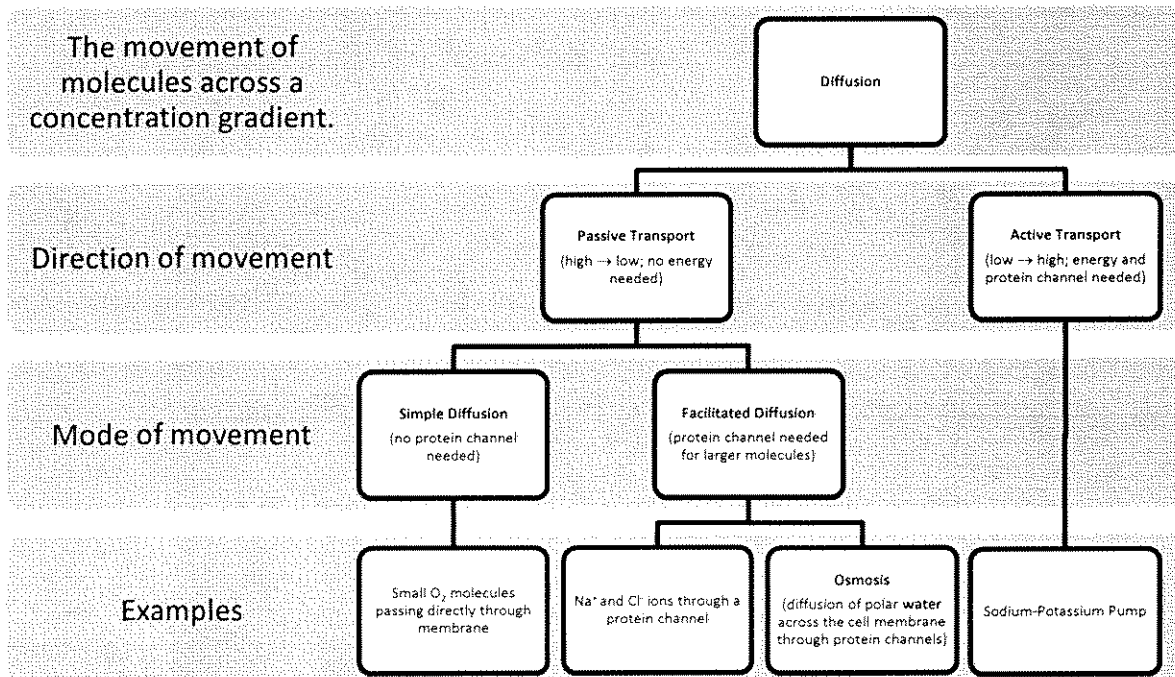 The movement of
molecules across a
concentration gradient.
Diffusion
Direction of movement
Passive Transport
(high → low; no energy
needed)
Active Transport
(low → high; energy and
protein channel needed)
Mode of movement
Simple Diffusion
(no protein channel
needed)
Facilitated Diffusion
(protein channel needed
for larger molecules)
Examples
Small O₂ molecules
passing directly through
membrane
Na⁺ and Cl⁻ ions through a
protein channel
Osmosis
(diffusion of polar water
across the cell membrane
through protein channels)
Sodium-Potassium Pump